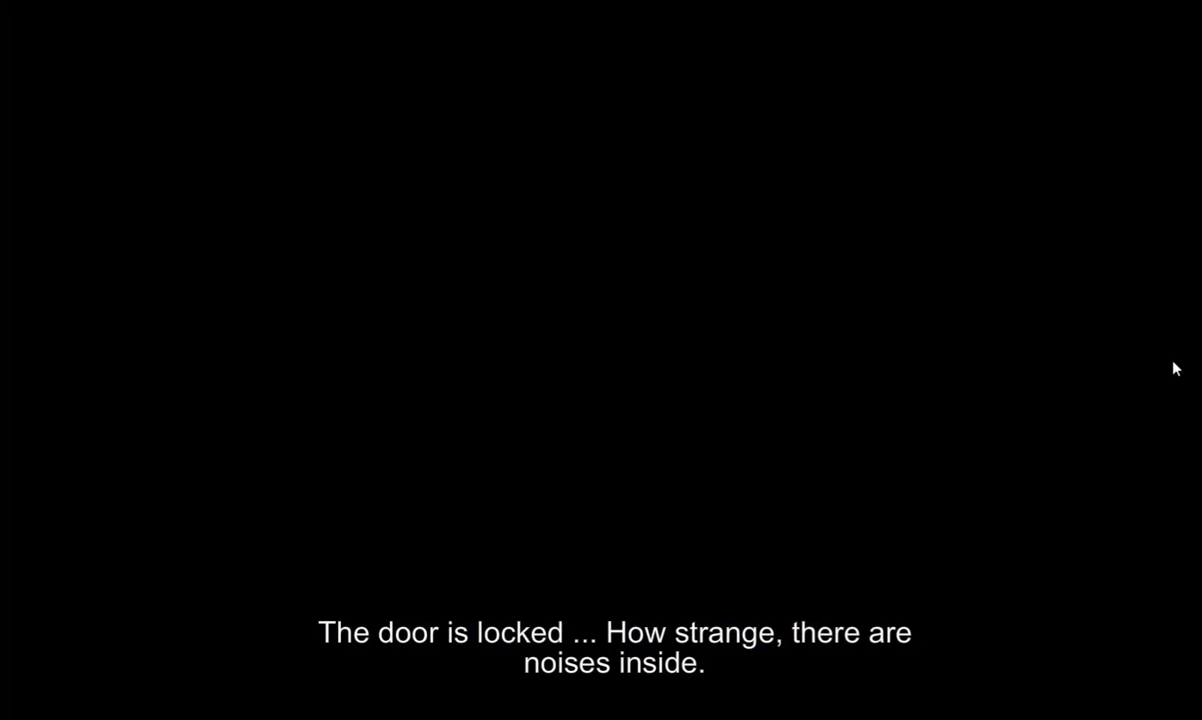 The door is locked ... How strange, there are
noises inside.